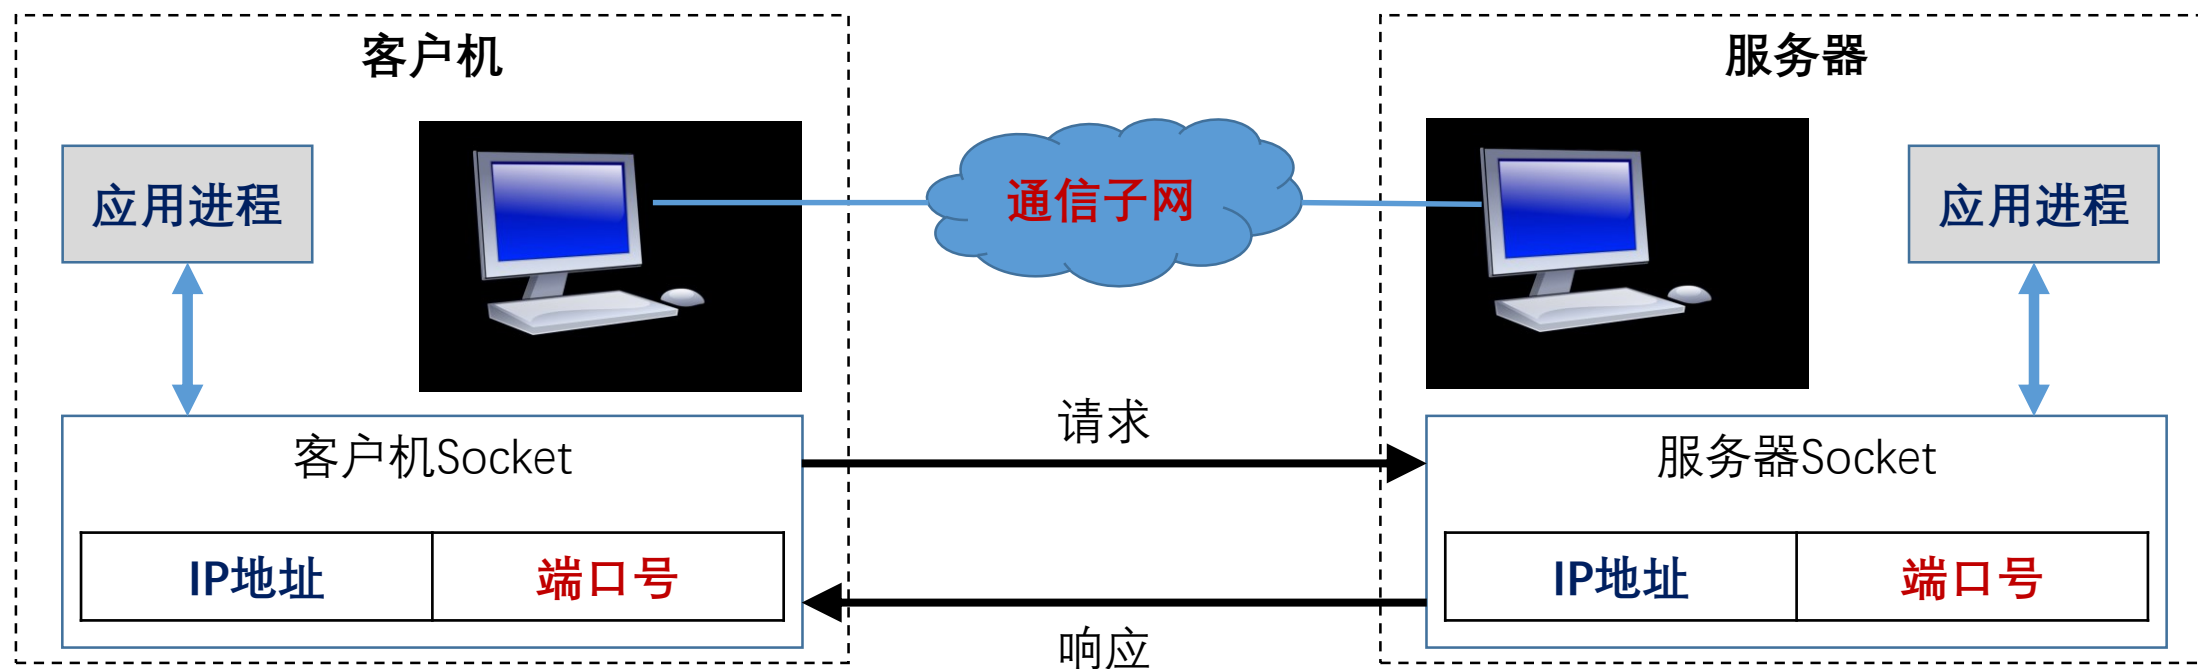 客户机
服务器
应用进程
通信子网
应用进程
请求
客户机Socket
服务器Socket
IP地址
端口号
IP地址
端口号
响应